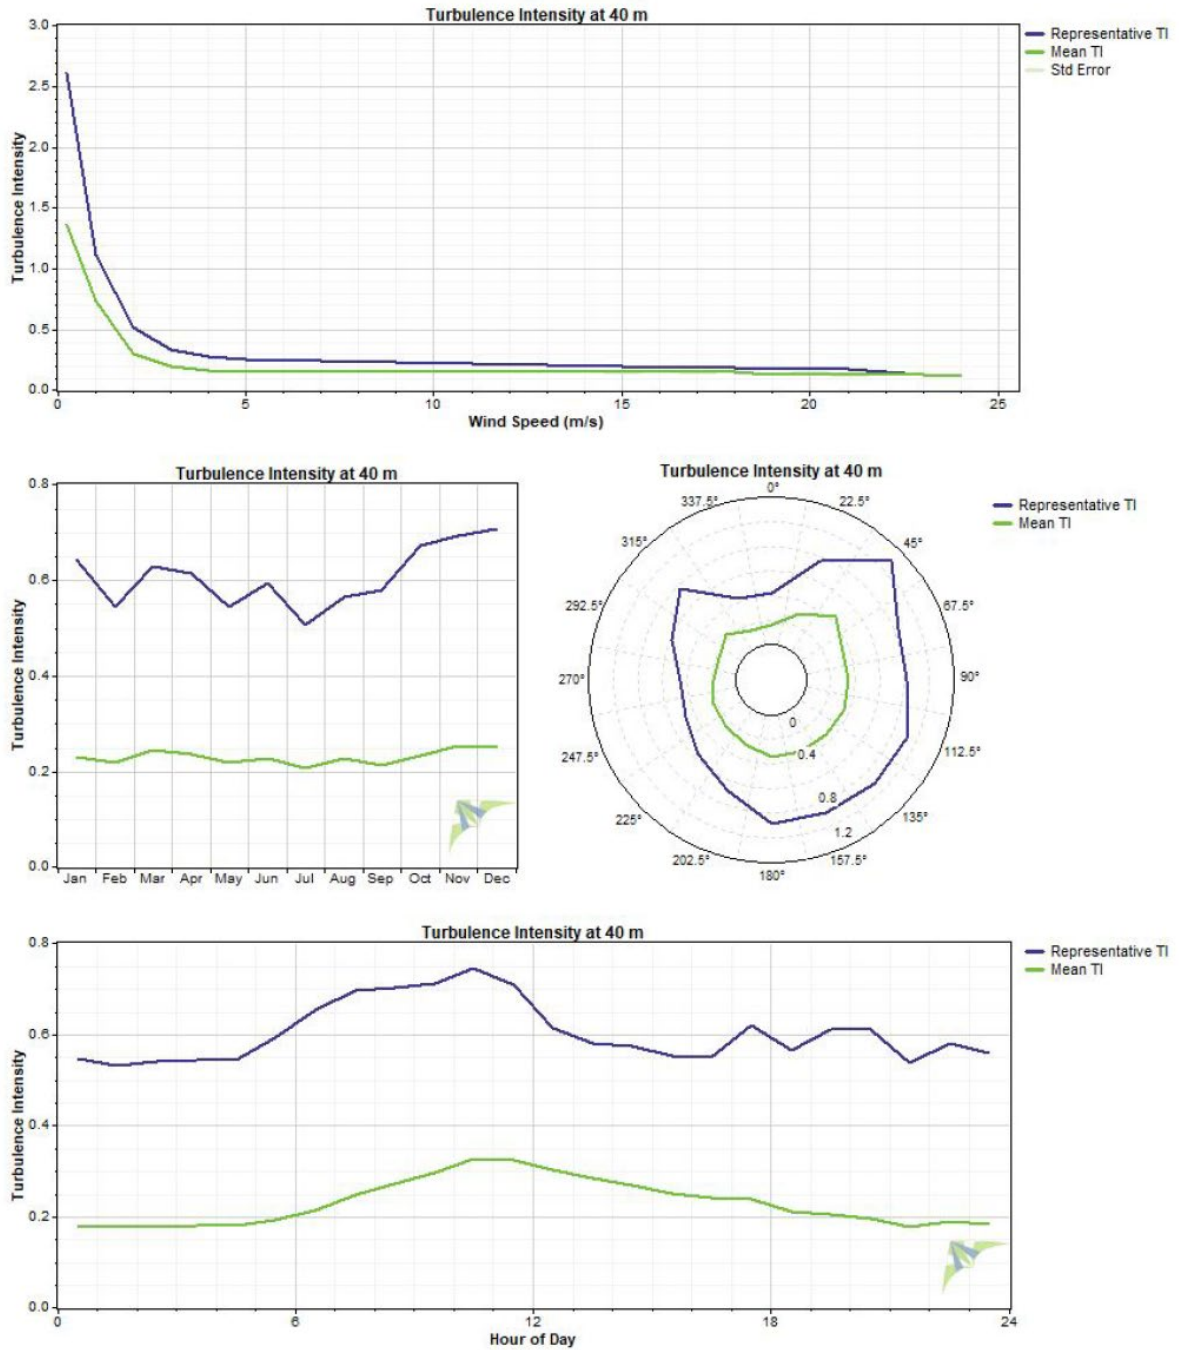 Turbulence Intensity at 40 m
3.0
2.5
2.0
1.5
1.0
0.5
0.0
Turbulence Intensity
0 5 10 15 20 25
Wind Speed (m/s)
Representative TI
Mean TI
Std Error
Turbulence Intensity at 40 m
0.8
0.6
0.4
0.2
0.0
Turbulence Intensity
Jan Feb Mar Apr May Jun Jul Aug Sep Oct Nov Dec
Turbulence Intensity at 40 m
0°
22.5°
45°
67.5°
90°
112.5°
135°
157.5°
180°
202.5°
225°
247.5°
270°
292.5°
315°
337.5°
0
0.4
0.8
1.2
Representative TI
Mean TI
Turbulence Intensity at 40 m
0.8
0.6
0.4
0.2
0.0
Turbulence Intensity
0 6 12 18 24
Hour of Day
Representative TI
Mean TI